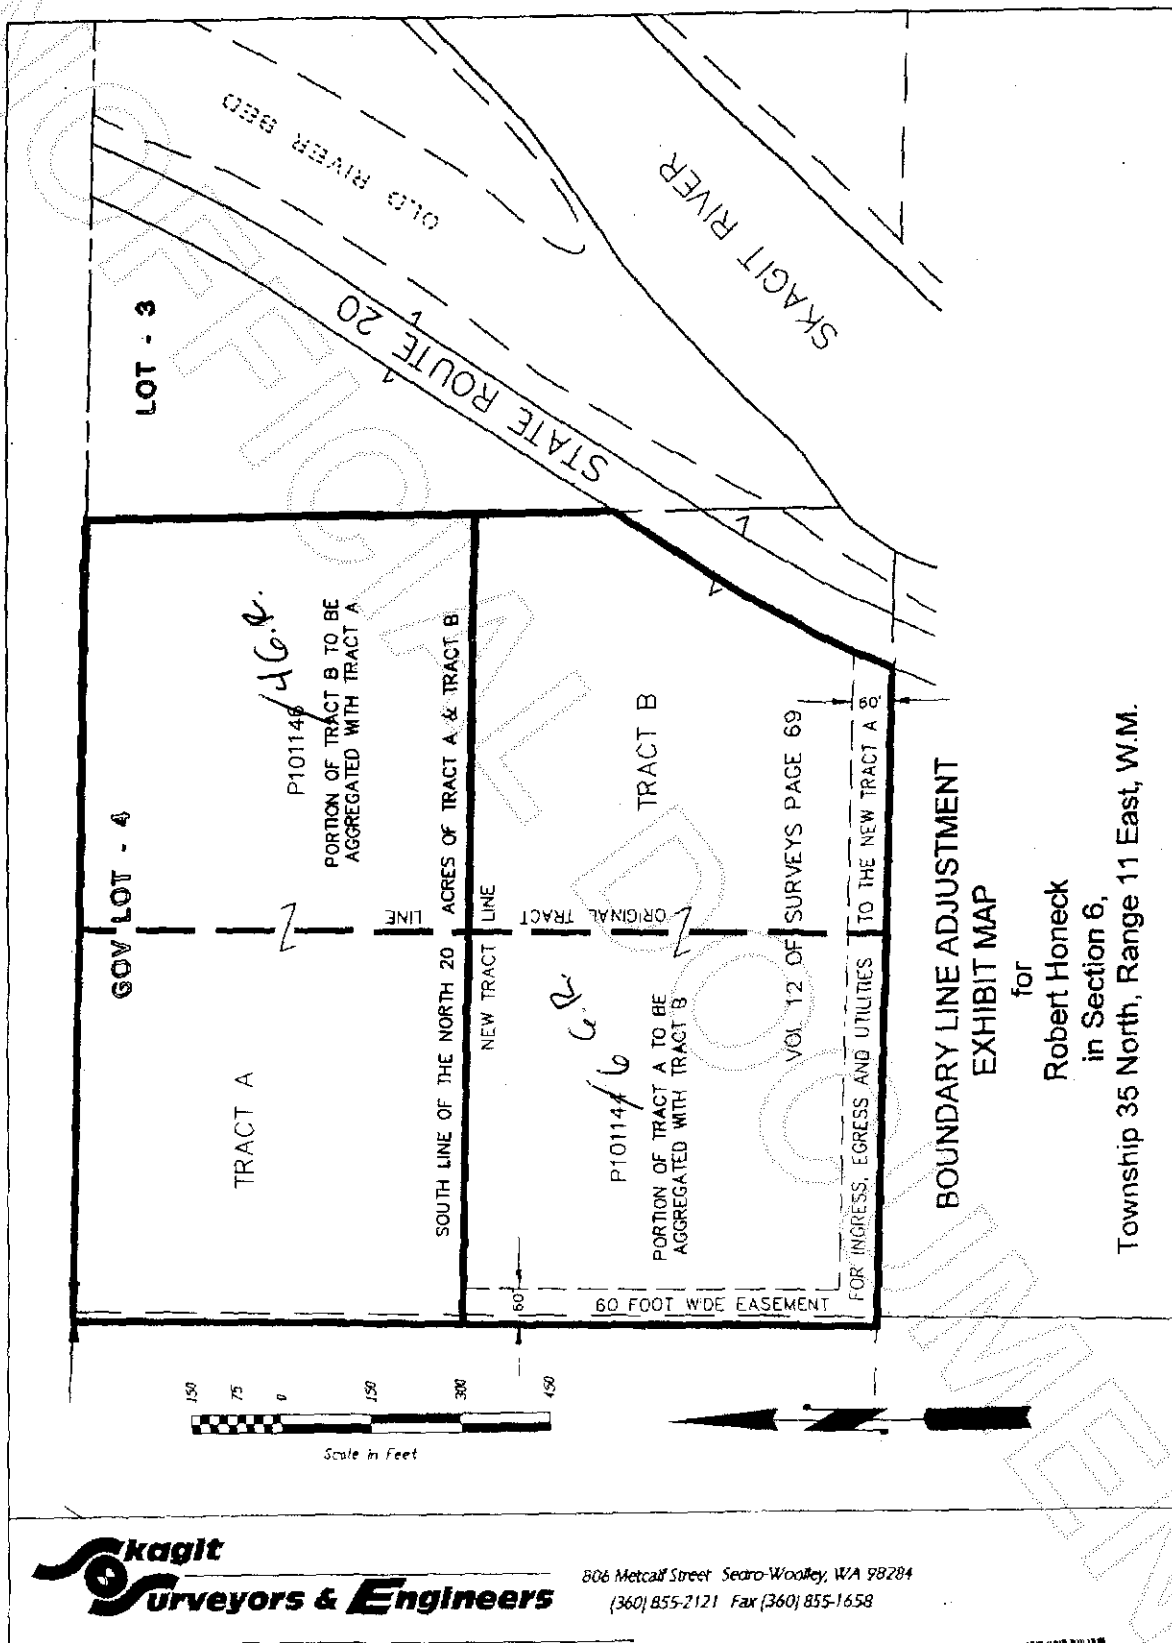 LOT - 3
OLD RIVER BED
SKAGIT RIVER
STATE ROUTE 20
GOV LOT - 4
P101146
14 G.R.
PORTION OF TRACT B TO BE
AGGREGATED WITH TRACT A
TRACT A
ORIGINAL TRACT LINE
SOUTH LINE OF THE NORTH 20 ACRES OF TRACT A & TRACT B
NEW TRACT LINE
TRACT B
P101144
6 G.R.
PORTION OF TRACT A TO BE
AGGREGATED WITH TRACT B
VOL 12 OF SURVEYS PAGE 69
60'
60'
60 FOOT WIDE EASEMENT
FOR INGRESS, EGRESS AND UTILITIES TO THE NEW TRACT A
BOUNDARY LINE ADJUSTMENT
EXHIBIT MAP
for
Robert Honeck
in Section 6,
Township 35 North, Range 11 East, W.M.
150 75 0 150 300 450
Scale in Feet
Skagit
Surveyors & Engineers
806 Metcalf Street Sedro-Woolley, WA 98284
(360) 855-2121 Fax (360) 855-1658
UNOFFICIAL DOCUMENT